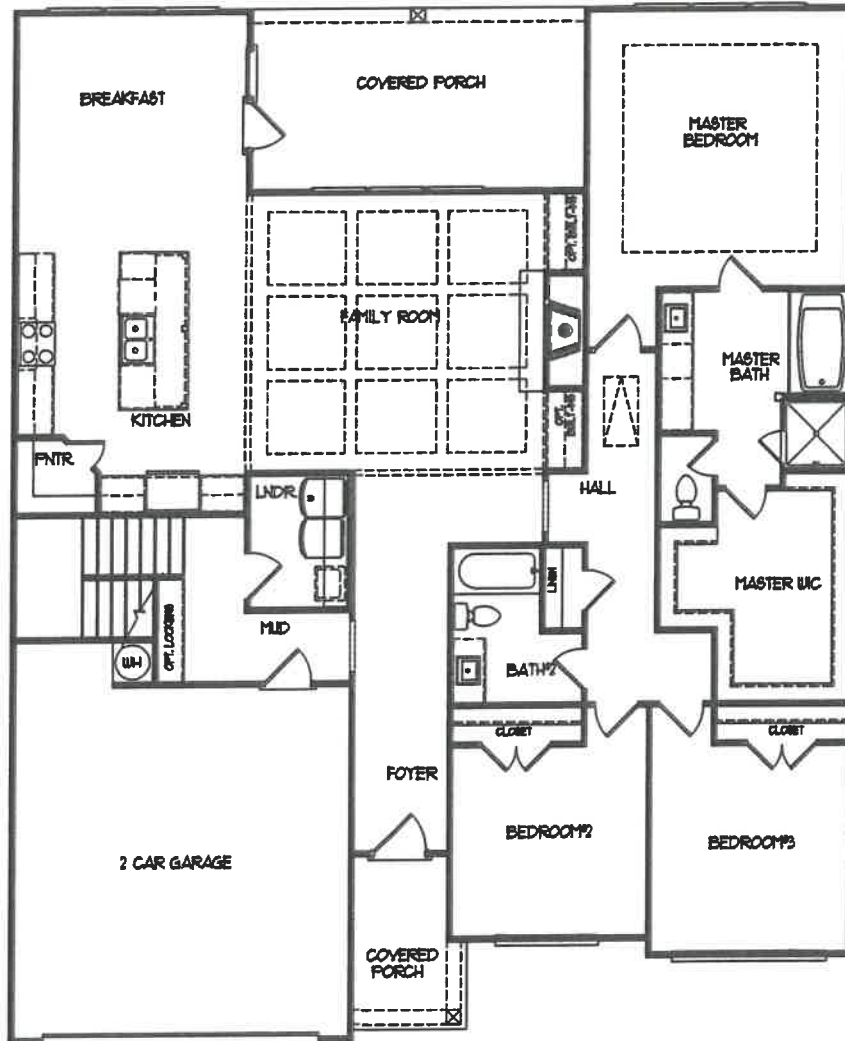 BREAKFAST
COVERED PORCH
MASTER
BEDROOM
OPT. BUILT-INS
FAMILY ROOM
MASTER
BATH
KITCHEN
OPT.
BUILT-INS
PNTR.
LNDR.
HALL
LINEN
MASTER WIC
OPT. LOCKERS
MUD
WH
BATH#2
CLOSET
CLOSET
FOYER
BEDROOM#2
BEDROOM#3
2 CAR GARAGE
COVERED
PORCH